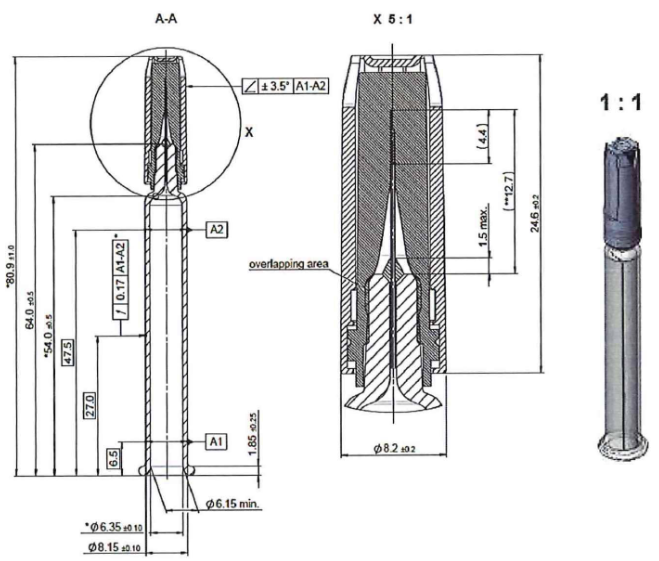 A-A
X 5 : 1
∠ ± 3.5° A1-A2
X
1 : 1
*80.9 ±1.0
64.0 ±0.5
*54.0 ±0.5
47.5
27.0
6.5
↗ 0.17 A1-A2*
A2
A1
1.85 ±0.25
Ø6.15 min.
*Ø6.35 ±0.10
Ø8.15 ±0.10
overlapping area
(4.4)
(**12.7)
1.5 max.
24.6 ±0.2
Ø8.2 ±0.2